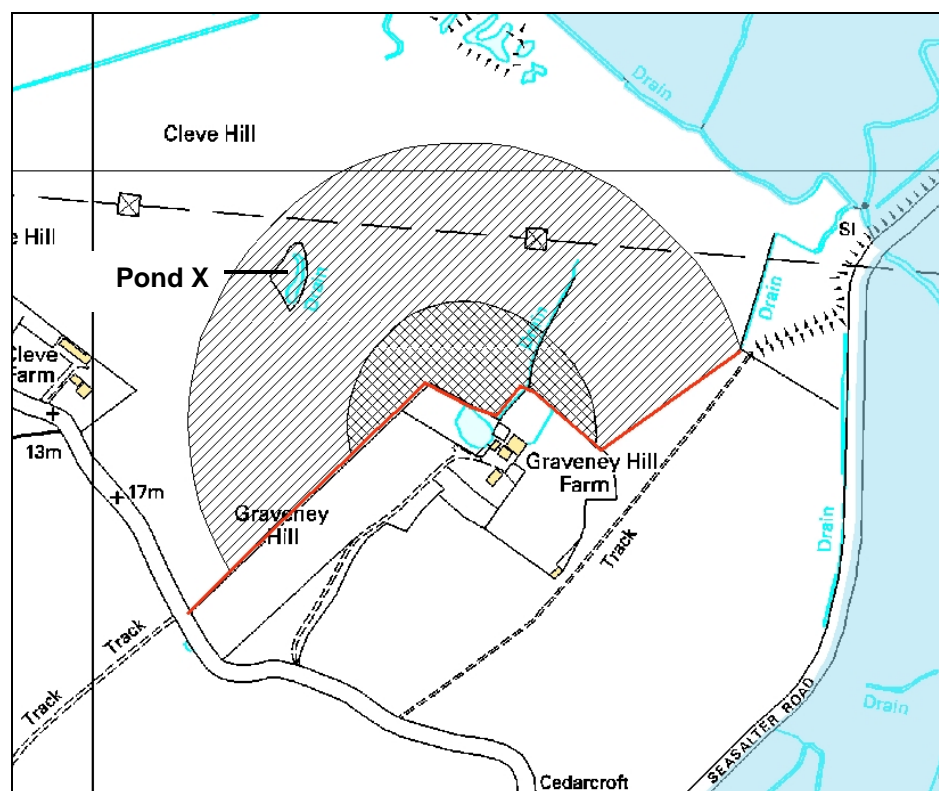 Drain
Cleve Hill
e Hill
SI
Pond X
Drain
Drain
Drain
Cleve
Farm
13m
17m
Graveney Hill
Farm
Graveney
Hill
Drain
Track
Track
Track
Drain
SEASALTER ROAD
Cedarcroft